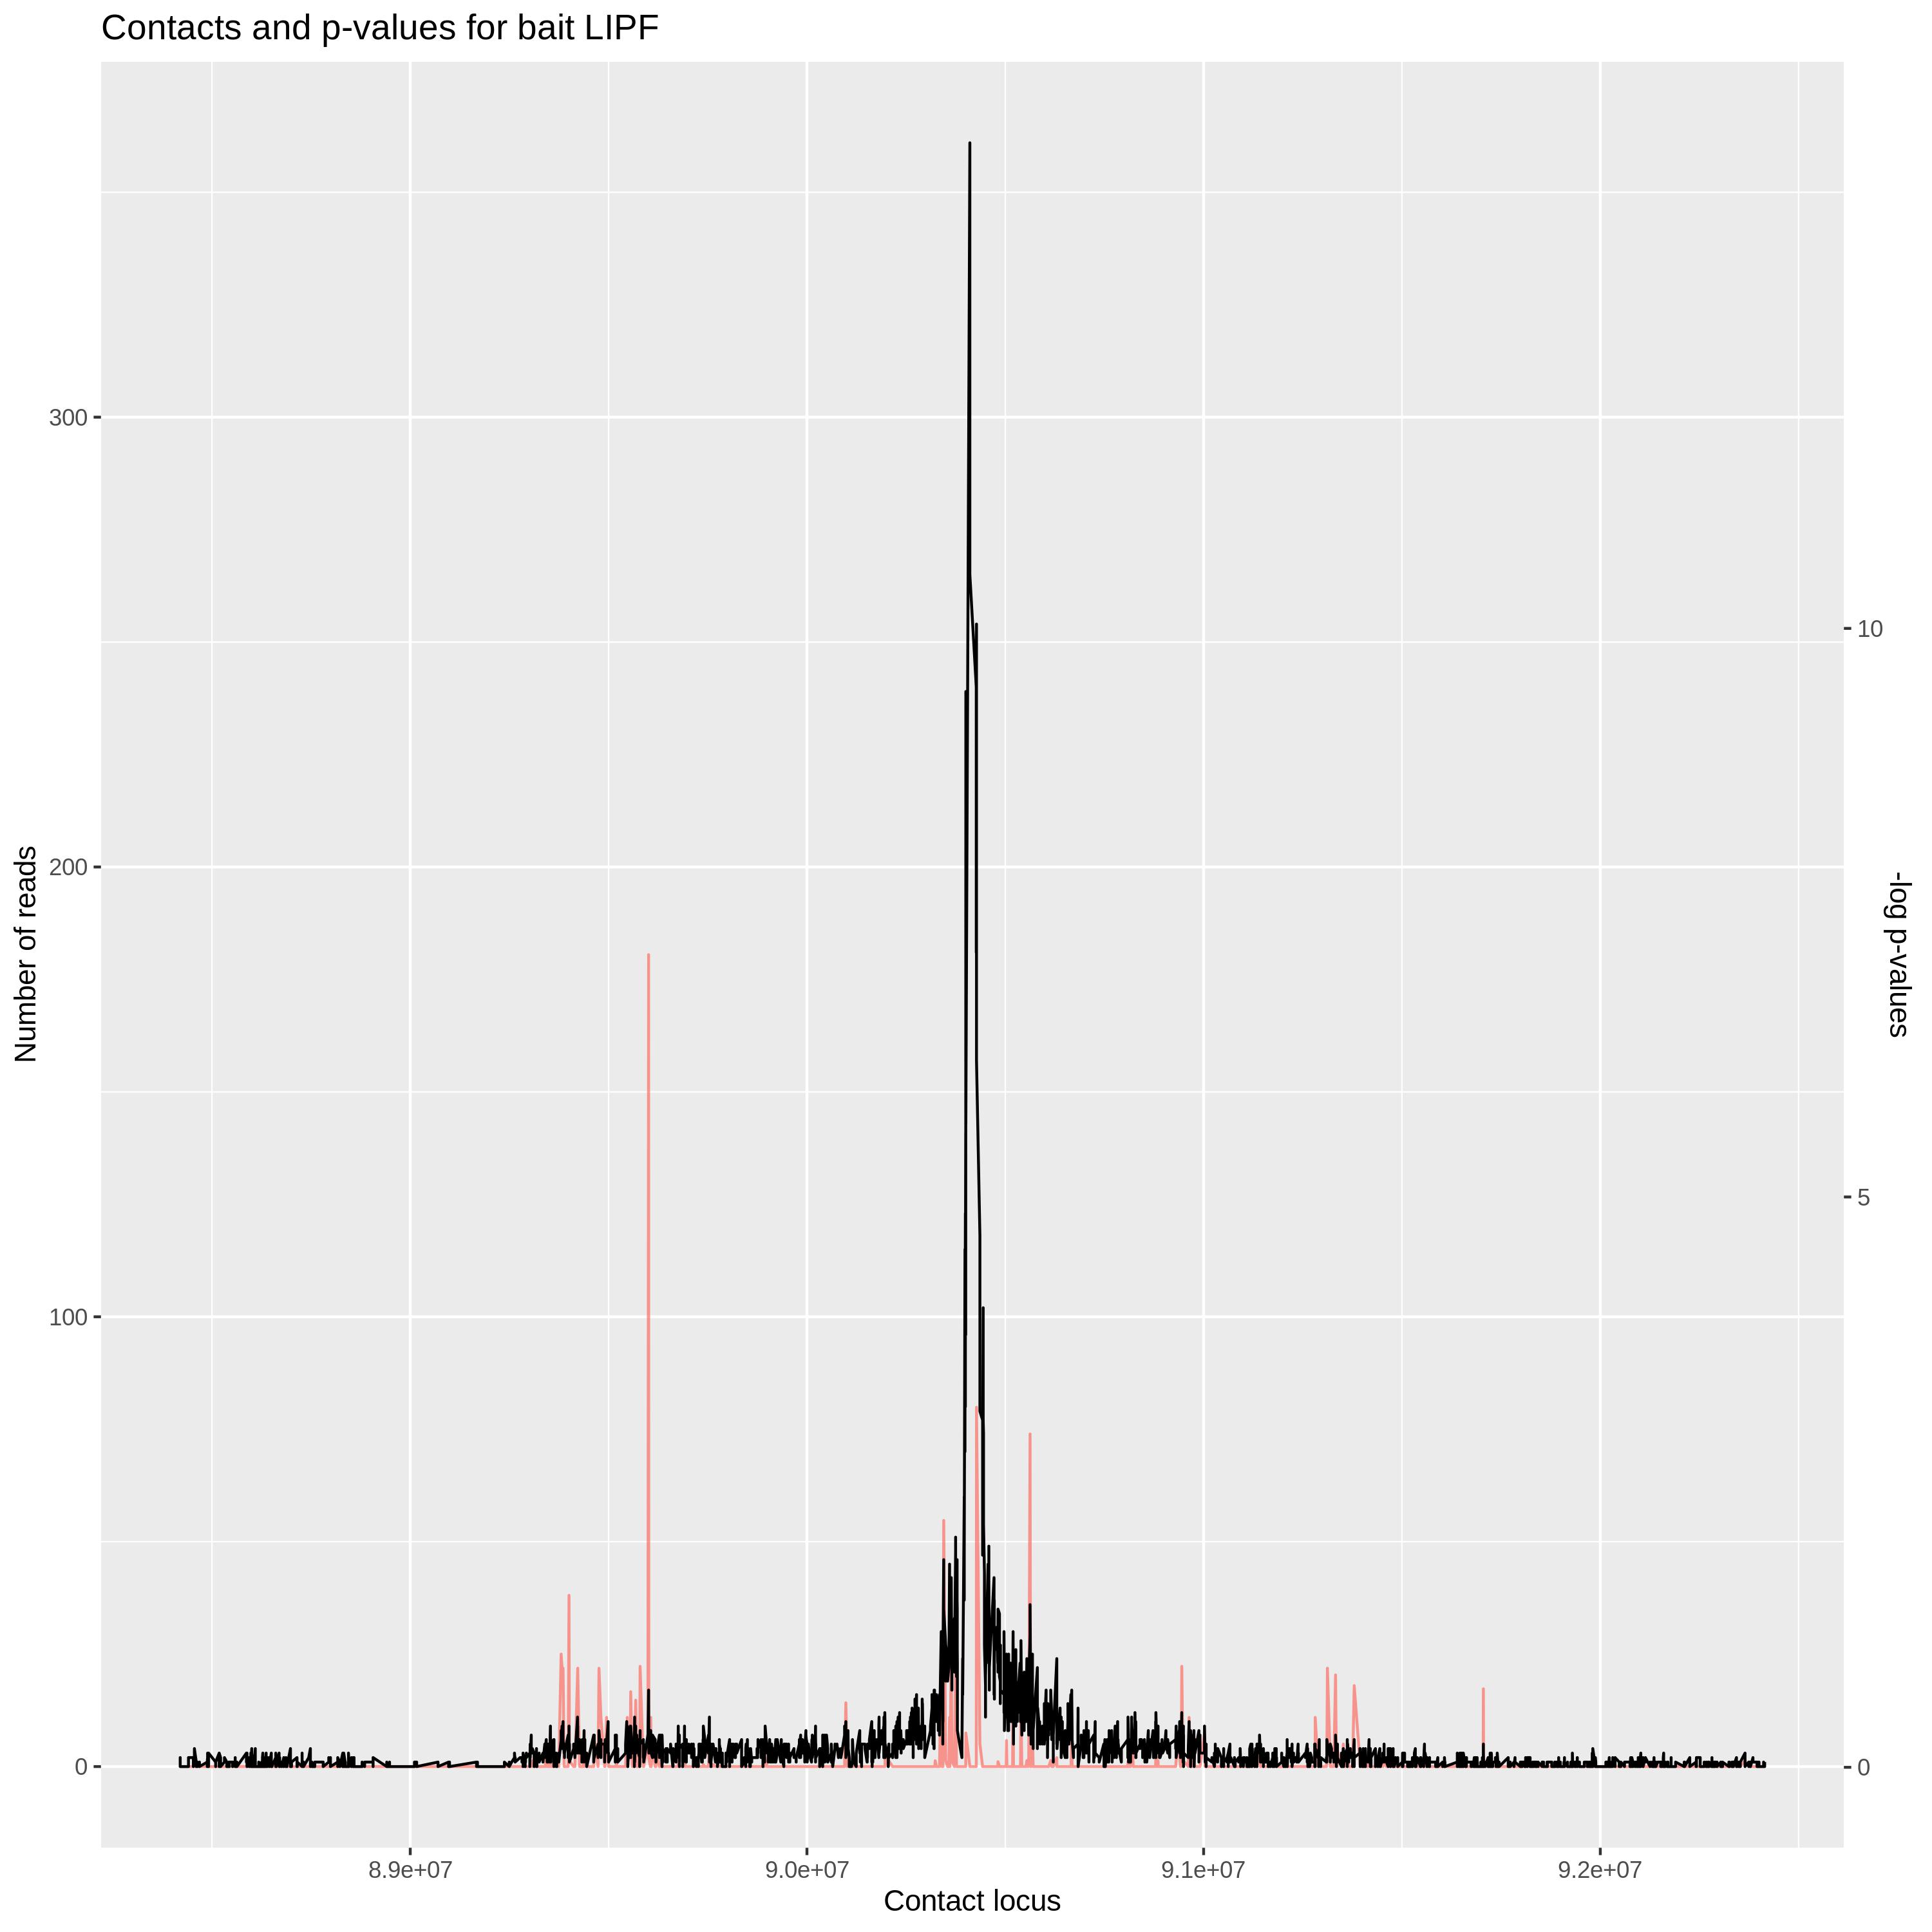 Contacts and p-values for bait LIPF
300
200
100
0
Number of reads
10
5
0
-log p-values
8.9e+07
9.0e+07
9.1e+07
9.2e+07
Contact locus